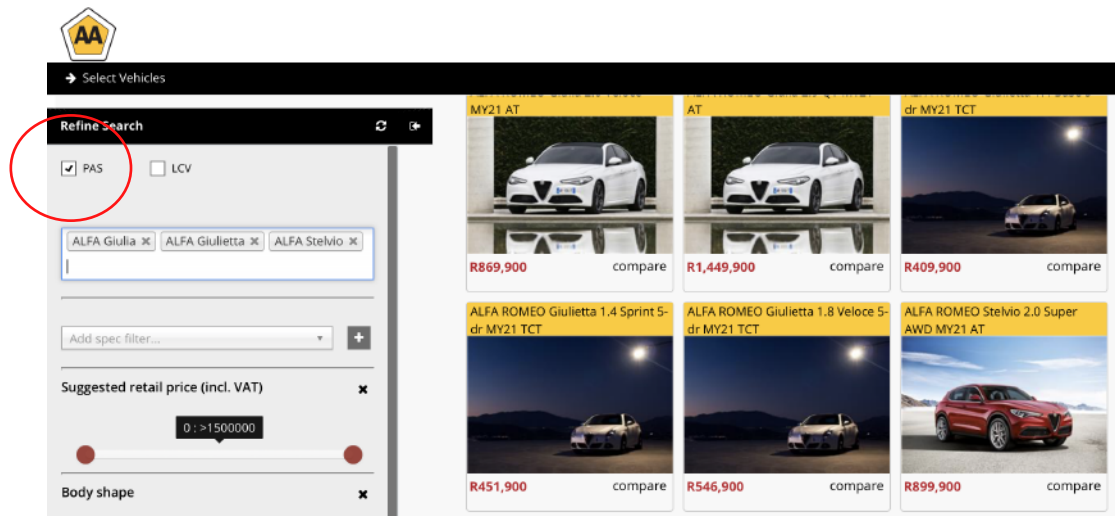 AA
Select Vehicles
Refine Search
PAS
LCV
ALFA Giulia × ALFA Giulietta × ALFA Stelvio ×
Add spec filter...
Suggested retail price (incl. VAT)
0 : >1500000
Body shape
MY21 AT
R869,900 compare
AT
R1,449,900 compare
dr MY21 TCT
R409,900 compare
ALFA ROMEO Giulietta 1.4 Sprint 5-
dr MY21 TCT
R451,900 compare
ALFA ROMEO Giulietta 1.8 Veloce 5-
dr MY21 TCT
R546,900 compare
ALFA ROMEO Stelvio 2.0 Super
AWD MY21 AT
R899,900 compare